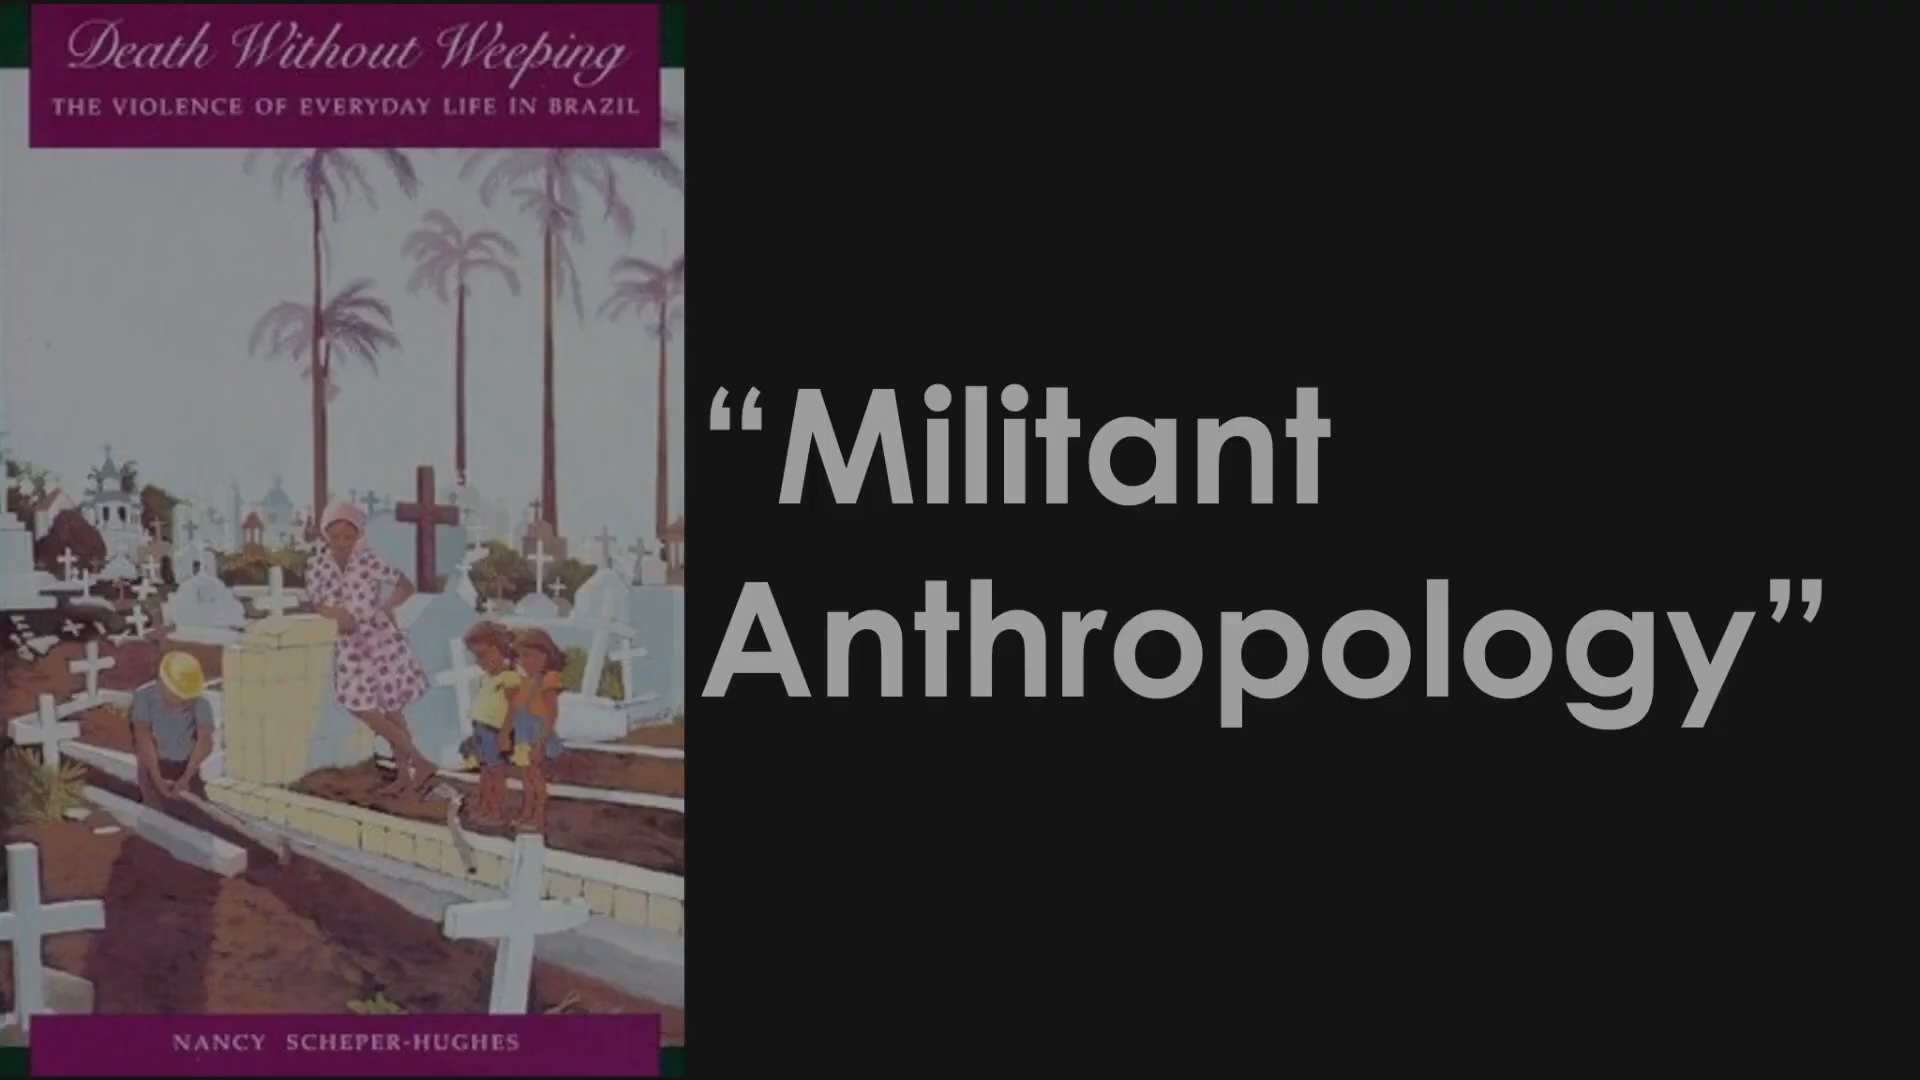 Death Without Weeping
THE VIOLENCE OF EVERYDAY LIFE IN BRAZIL
“Militant
Anthropology”
NANCY SCHEPER-HUGHES